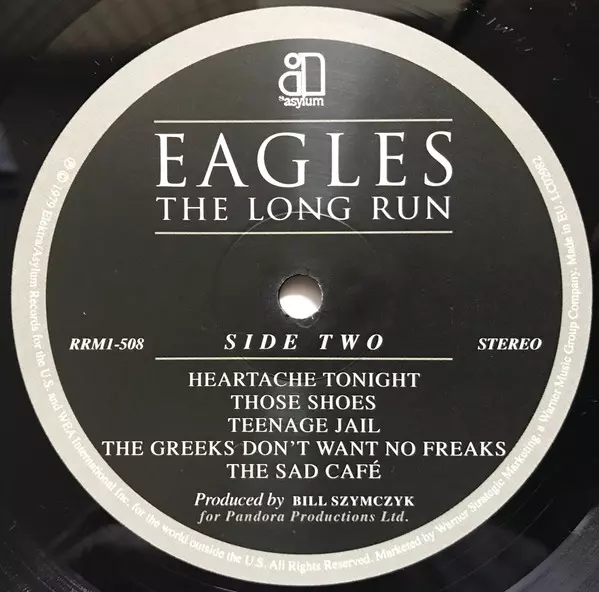 asylum
EAGLES
THE LONG RUN
RRM1-508
SIDE TWO
STEREO
HEARTACHE TONIGHT
THOSE SHOES
TEENAGE JAIL
THE GREEKS DON'T WANT NO FREAKS
THE SAD CAFÉ
Produced by BILL SZYMCZYK
for Pandora Productions Ltd.
℗ © 1979 Elektra/Asylum Records for the U.S. and WEA International Inc. for the world outside the U.S. All Rights Reserved. Marketed by Warner Strategic Marketing, a Warner Music Group Company. Made in EU. LC02982